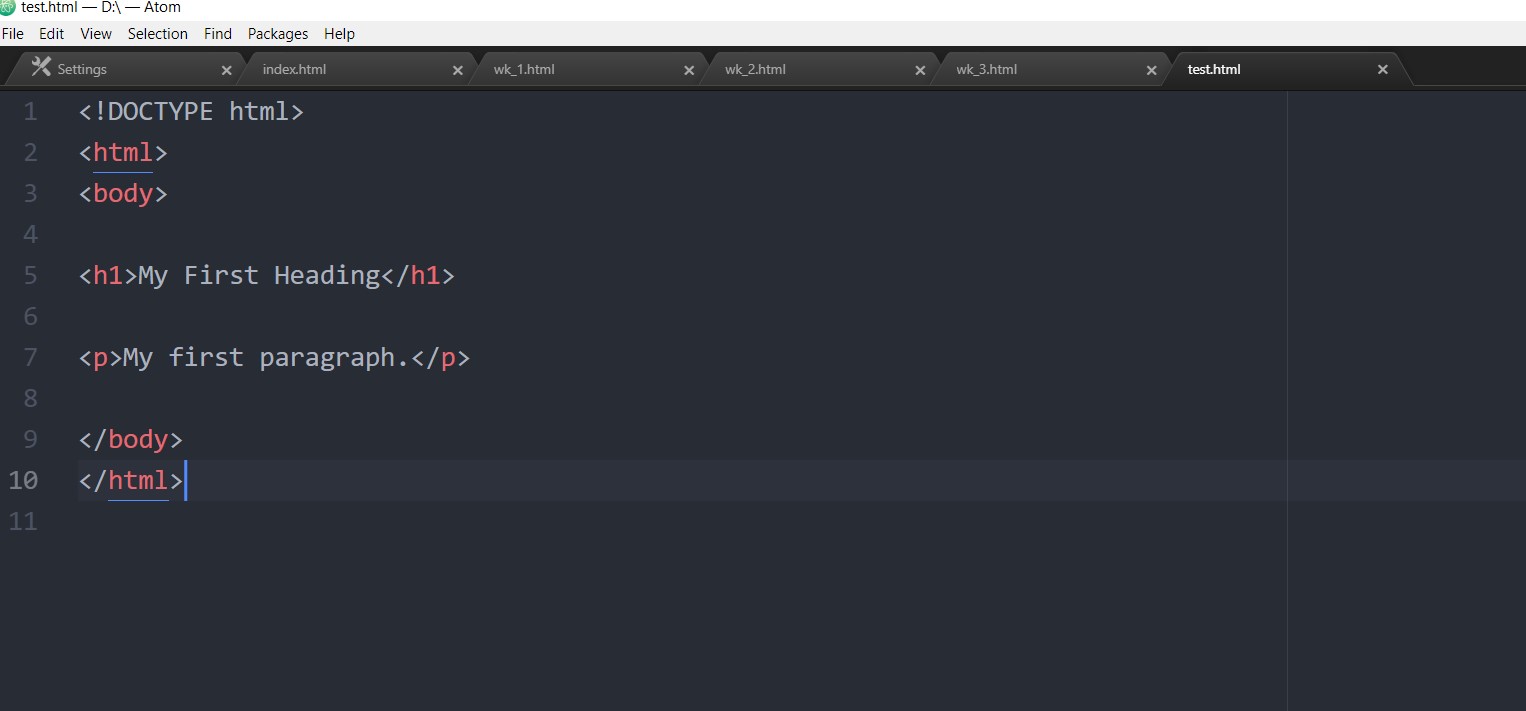 test.html — D:\ — Atom
File Edit View Selection Find Packages Help
Settings index.html wk_1.html wk_2.html wk_3.html test.html
1 <!DOCTYPE html>
2 <html>
3 <body>
4
5 <h1>My First Heading</h1>
6
7 <p>My first paragraph.</p>
8
9 </body>
10 </html>
11